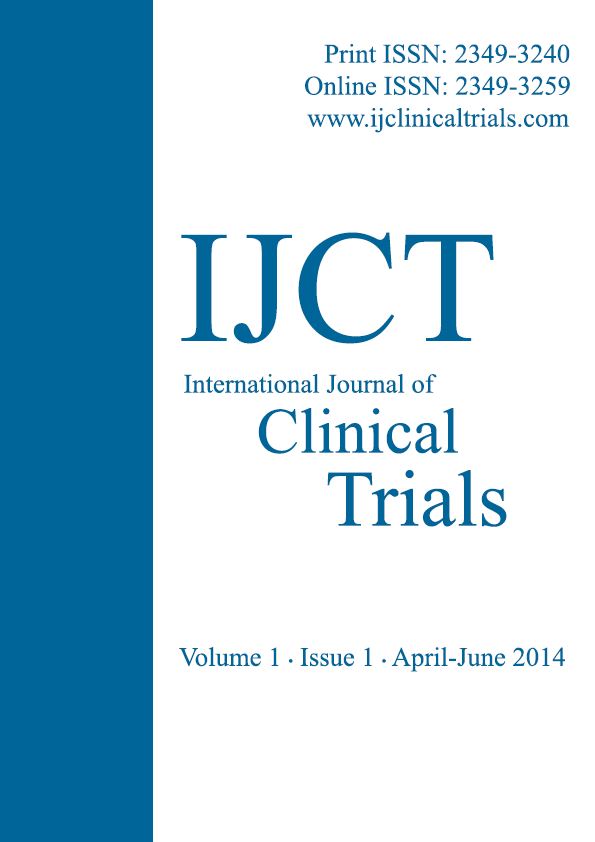 Print ISSN: 2349-3240
Online ISSN: 2349-3259
www.ijclinicaltrials.com
IJCT
International Journal of
Clinical
Trials
Volume 1 · Issue 1 · April-June 2014